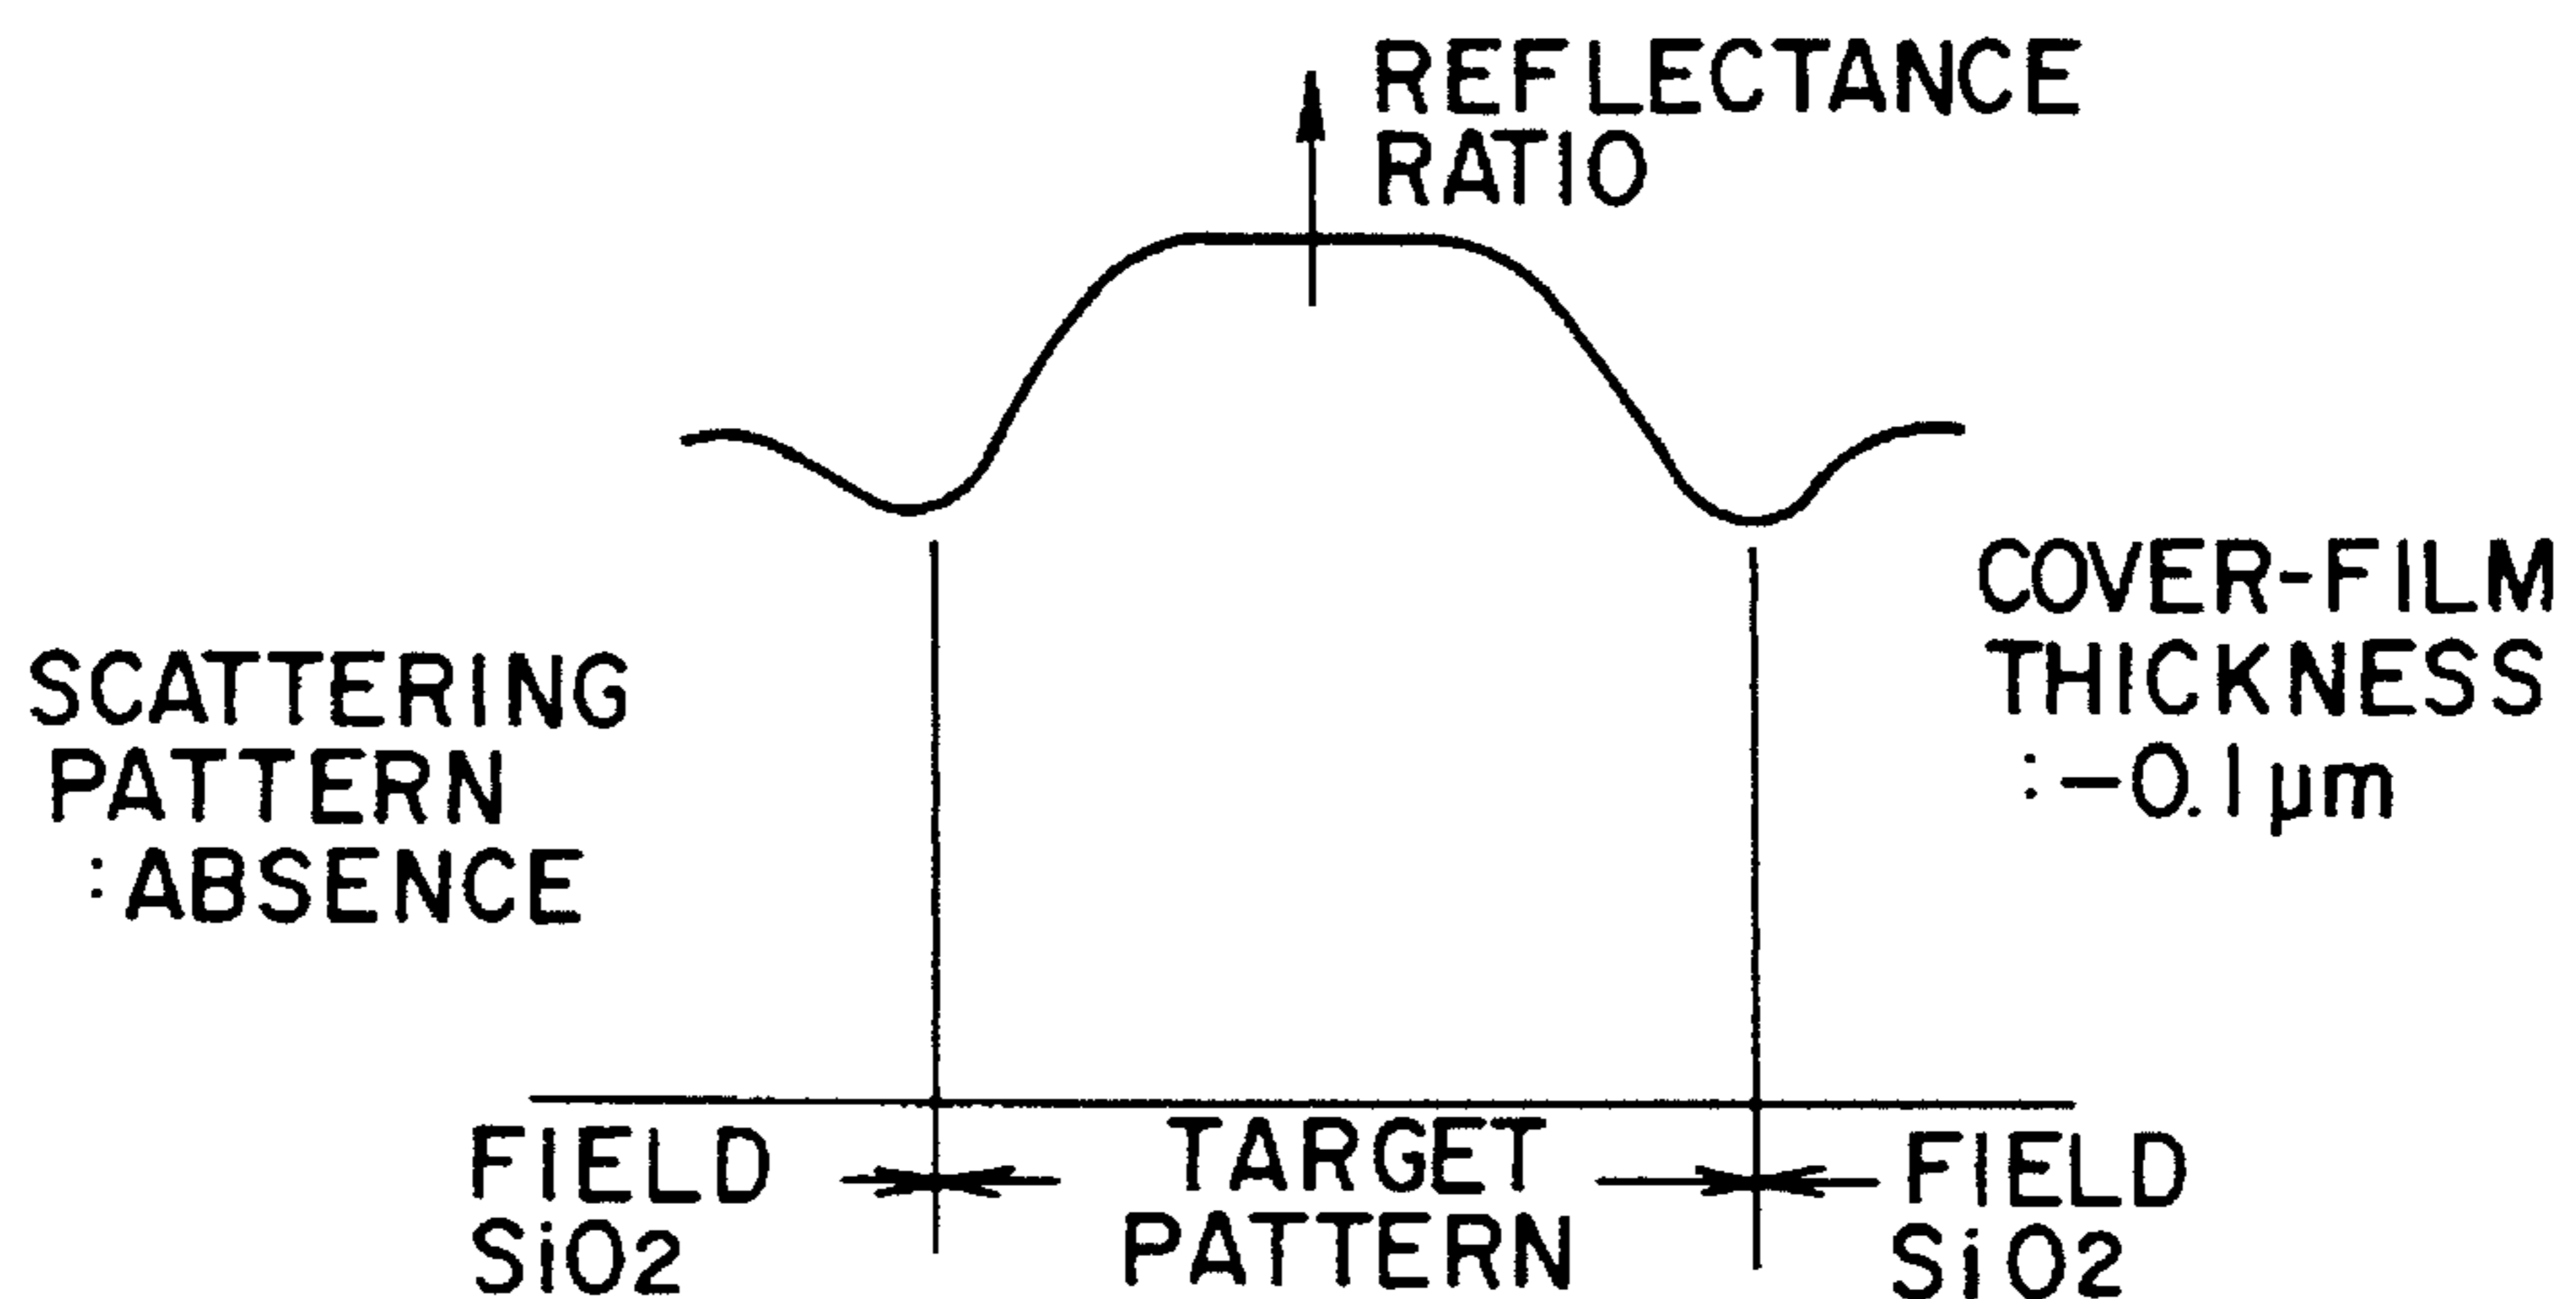 REFLECTANCE
RATIO
SCATTERING
PATTERN
:ABSENCE
COVER-FILM
THICKNESS
:-0.1µm
FIELD
SiO2
TARGET
PATTERN
FIELD
SiO2